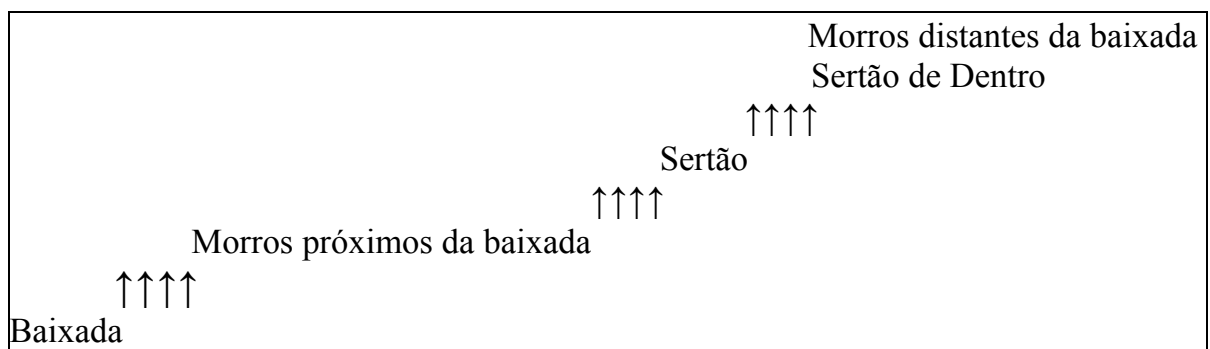 Morros distantes da baixada
Sertão de Dentro
↑↑↑↑
Sertão
↑↑↑↑
Morros próximos da baixada
↑↑↑↑
Baixada